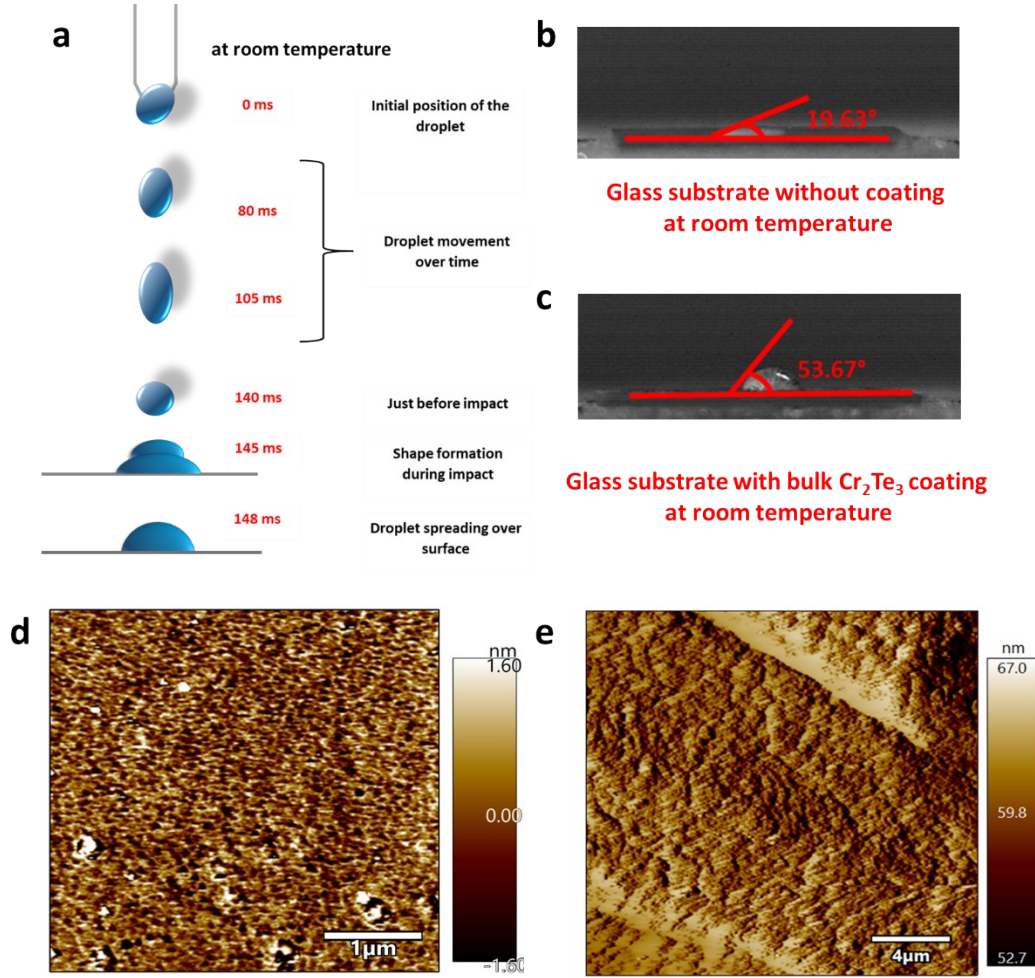 a
at room temperature
0 ms
Initial position of the
droplet
80 ms
Droplet movement
over time
105 ms
140 ms
Just before impact
145 ms
Shape formation
during impact
148 ms
Droplet spreading over
surface
b
19.63°
Glass substrate without coating
at room temperature
c
53.67°
Glass substrate with bulk Cr₂Te₃ coating
at room temperature
d
nm
1.60
0.00
-1.60
1μm
e
nm
67.0
59.8
52.7
4μm